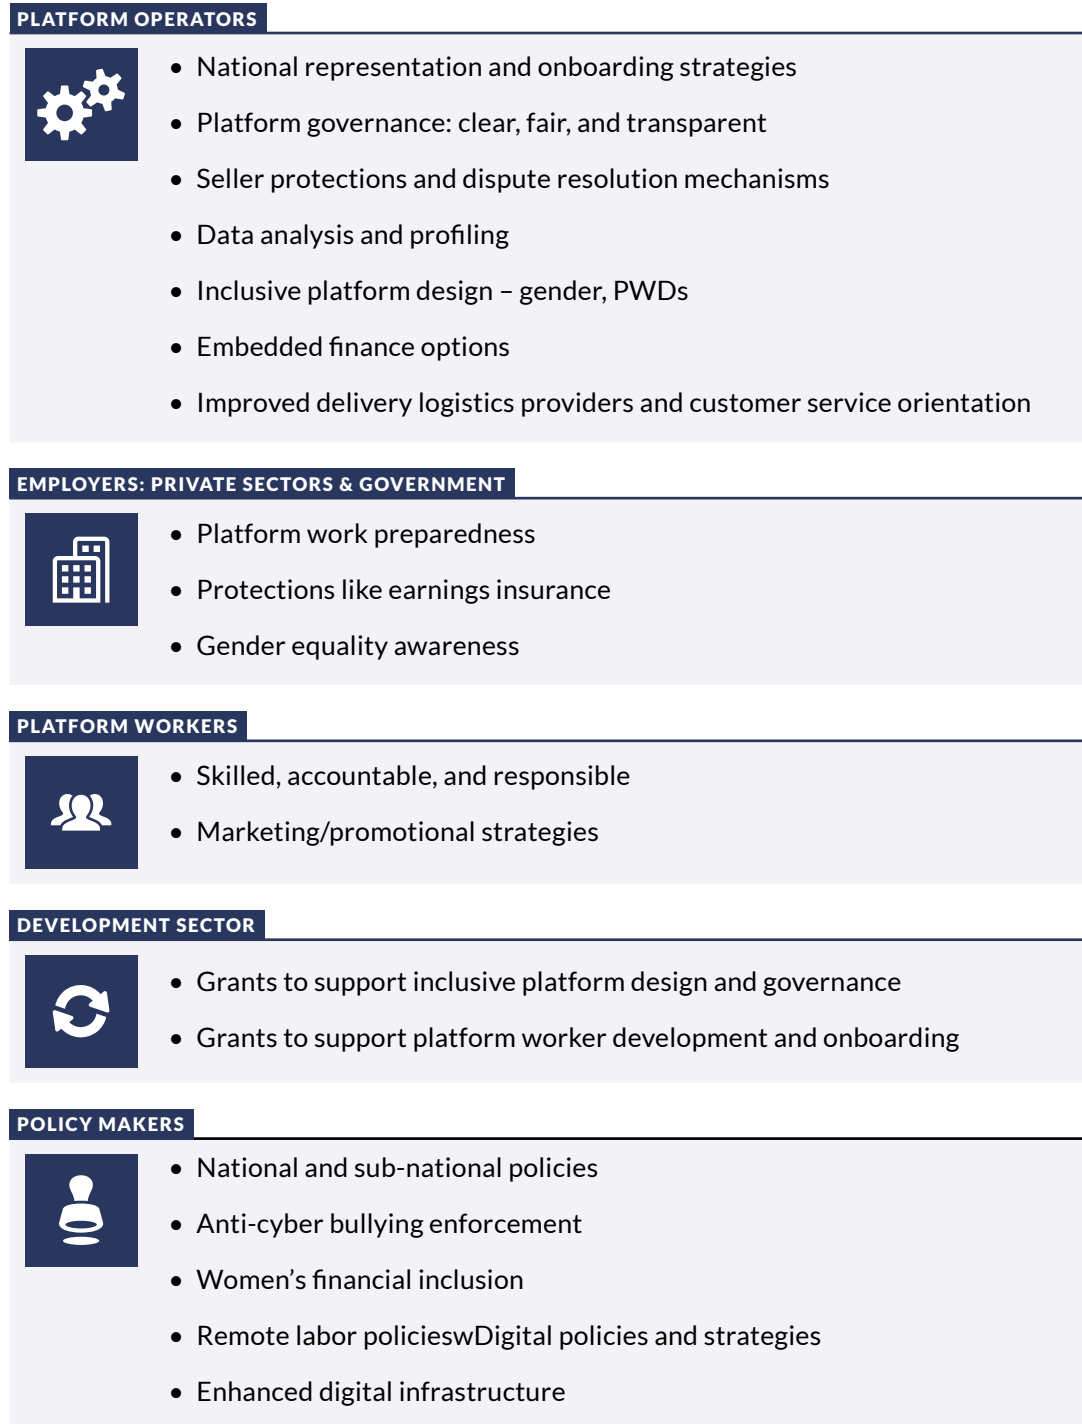 PLATFORM OPERATORS
• National representation and onboarding strategies
• Platform governance: clear, fair, and transparent
• Seller protections and dispute resolution mechanisms
• Data analysis and profiling
• Inclusive platform design – gender, PWDs
• Embedded finance options
• Improved delivery logistics providers and customer service orientation
EMPLOYERS: PRIVATE SECTORS & GOVERNMENT
• Platform work preparedness
• Protections like earnings insurance
• Gender equality awareness
PLATFORM WORKERS
• Skilled, accountable, and responsible
• Marketing/promotional strategies
DEVELOPMENT SECTOR
• Grants to support inclusive platform design and governance
• Grants to support platform worker development and onboarding
POLICY MAKERS
• National and sub-national policies
• Anti-cyber bullying enforcement
• Women’s financial inclusion
• Remote labor policieswDigital policies and strategies
• Enhanced digital infrastructure